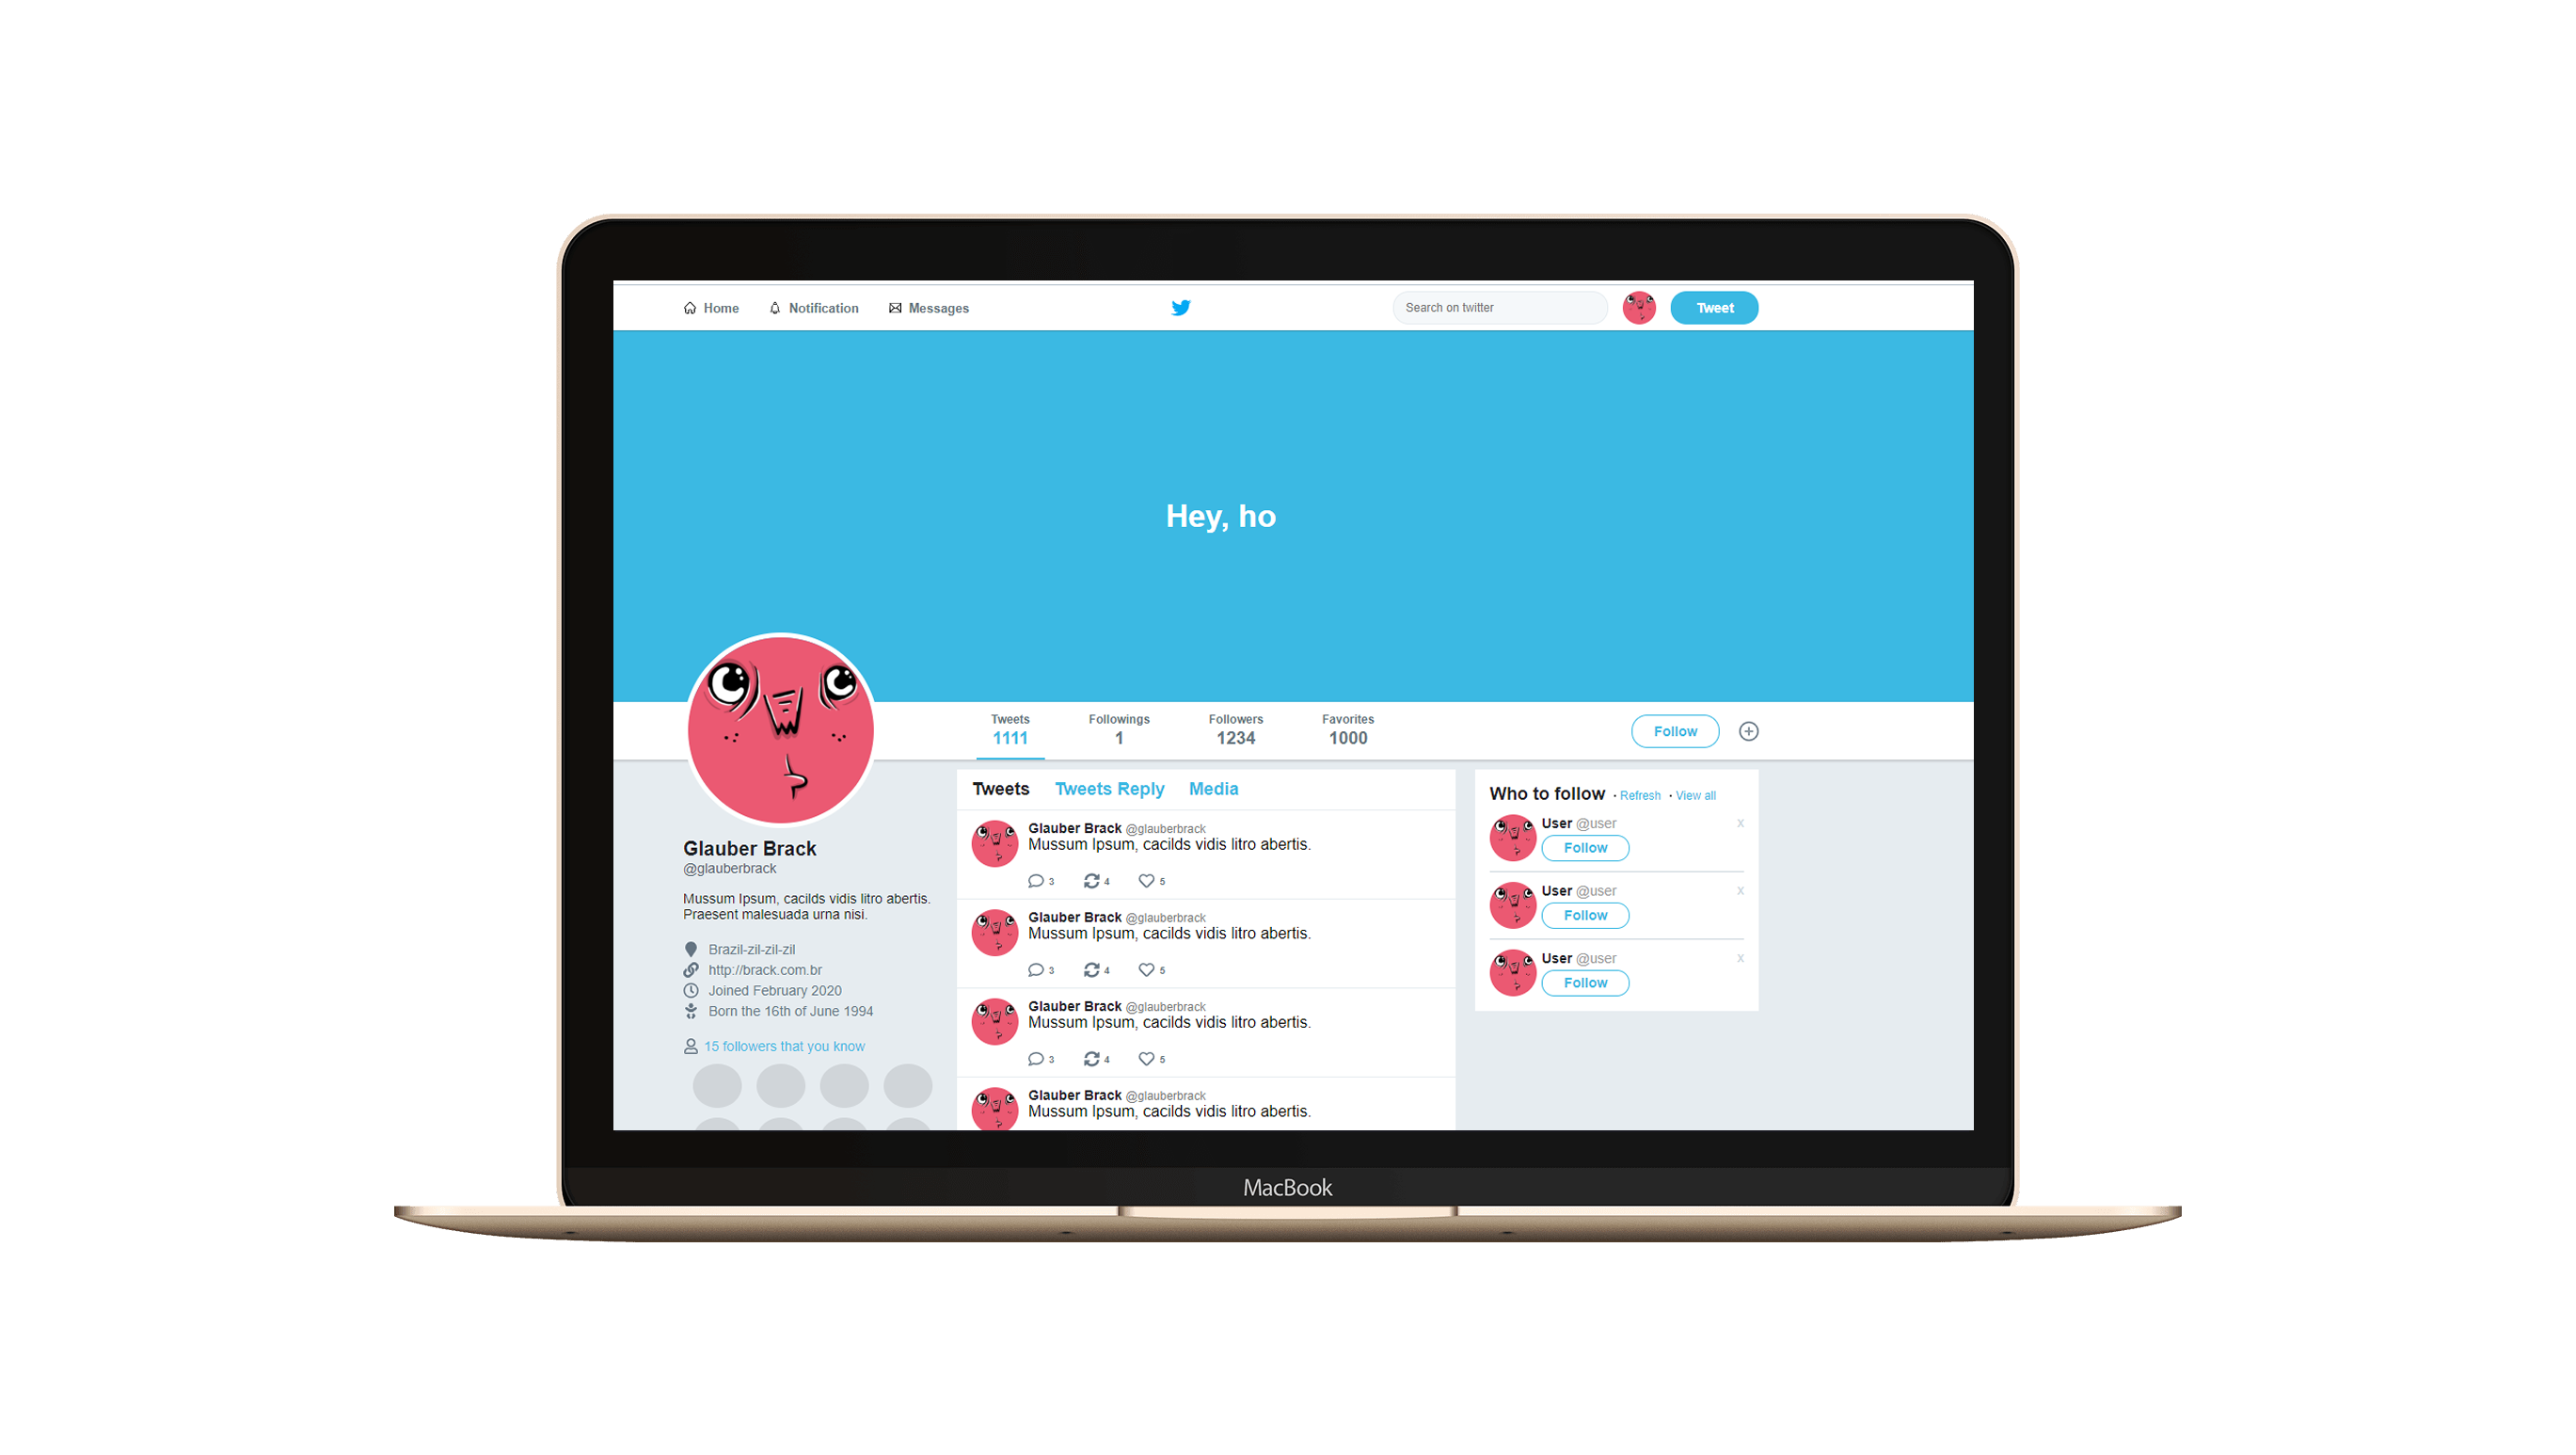 Home Notification Messages Search on twitter Tweet
Hey, ho
Tweets Followings Followers Favorites
1111 1 1234 1000
Follow
Glauber Brack
@glauberbrack
Mussum Ipsum, cacilds vidis litro abertis.
Praesent malesuada urna nisi.
Brazil-zil-zil-zil
http://brack.com.br
Joined February 2020
Born the 16th of June 1994
15 followers that you know
Tweets Tweets Reply Media
Glauber Brack @glauberbrack
Mussum Ipsum, cacilds vidis litro abertis.
3 4 5
Glauber Brack @glauberbrack
Mussum Ipsum, cacilds vidis litro abertis.
3 4 5
Glauber Brack @glauberbrack
Mussum Ipsum, cacilds vidis litro abertis.
3 4 5
Glauber Brack @glauberbrack
Mussum Ipsum, cacilds vidis litro abertis.
Who to follow · Refresh · View all
User @user x
Follow
User @user x
Follow
User @user x
Follow
MacBook